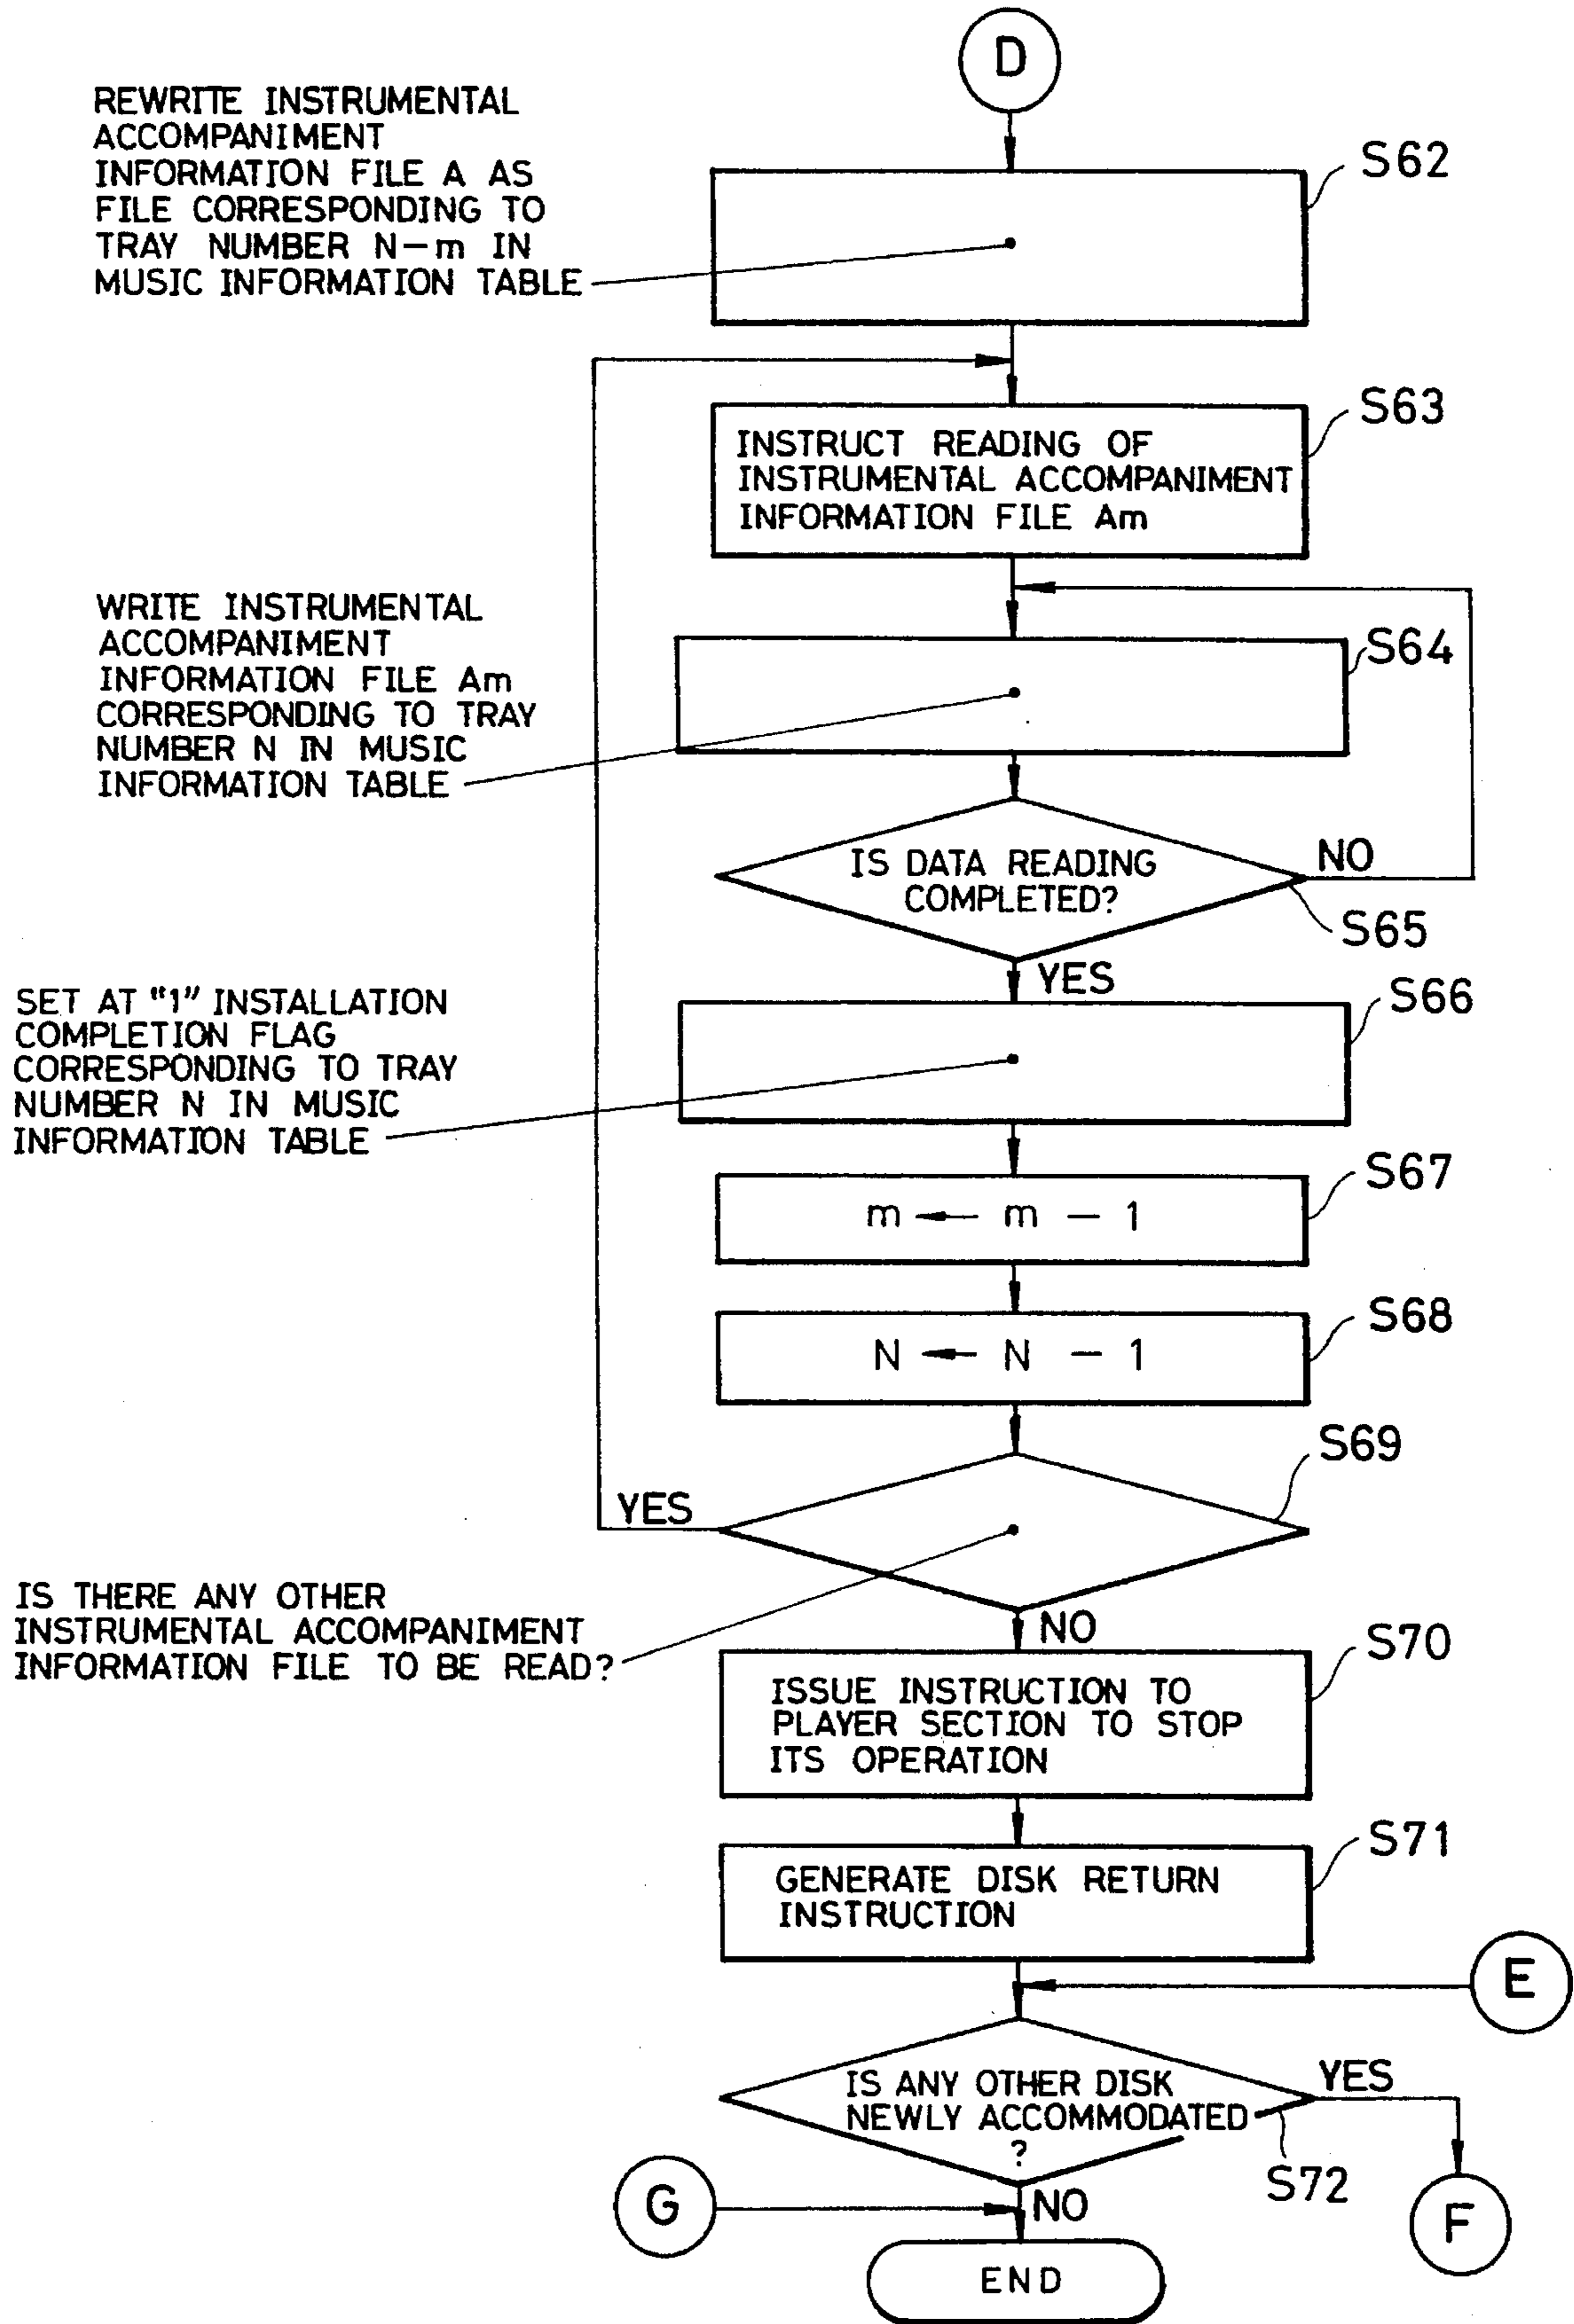 D
REWRITE INSTRUMENTAL
ACCOMPANIMENT
INFORMATION FILE A AS
FILE CORRESPONDING TO
TRAY NUMBER N-m IN
MUSIC INFORMATION TABLE
S62
S63
INSTRUCT READING OF
INSTRUMENTAL ACCOMPANIMENT
INFORMATION FILE Am
WRITE INSTRUMENTAL
ACCOMPANIMENT
INFORMATION FILE Am
CORRESPONDING TO TRAY
NUMBER N IN MUSIC
INFORMATION TABLE
S64
IS DATA READING
COMPLETED?
NO
S65
YES
SET AT "1" INSTALLATION
COMPLETION FLAG
CORRESPONDING TO TRAY
NUMBER N IN MUSIC
INFORMATION TABLE
S66
S67
m ← m - 1
S68
N ← N - 1
S69
YES
IS THERE ANY OTHER
INSTRUMENTAL ACCOMPANIMENT
INFORMATION FILE TO BE READ?
NO
S70
ISSUE INSTRUCTION TO
PLAYER SECTION TO STOP
ITS OPERATION
S71
GENERATE DISK RETURN
INSTRUCTION
E
IS ANY OTHER DISK
NEWLY ACCOMMODATED
?
YES
S72
G
NO
F
END